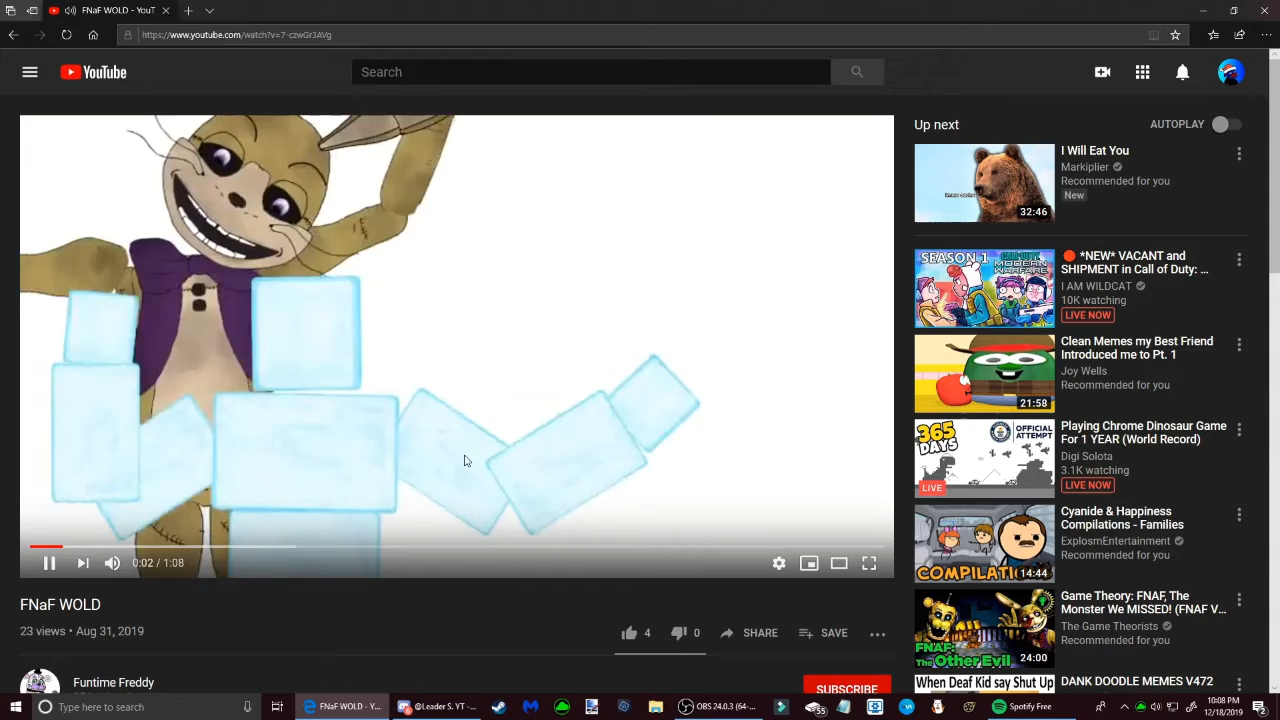 FNaF WOLD - YouT
https://www.youtube.com/watch?v=7-czwGr3AVg
YouTube
Search
Up next
AUTOPLAY
32:46
I Will Eat You
Markiplier
Recommended for you
New
SEASON 1
CALL OF DUTY
MODERN
WARFARE
*NEW* VACANT and
SHIPMENT in Call of Duty: ...
I AM WILDCAT
10K watching
LIVE NOW
21:58
Clean Memes my Best Friend
Introduced me to Pt. 1
Joy Wells
Recommended for you
365
DAYS
OFFICIAL
ATTEMPT
LIVE
Playing Chrome Dinosaur Game
For 1 YEAR (World Record)
Digi Solota
3.1K watching
LIVE NOW
COMPILATI
14:44
Cyanide & Happiness
Compilations - Families
ExplosmEntertainment
Recommended for you
FNAF:
The Other Evil
24:00
Game Theory: FNAF, The
Monster We MISSED! (FNAF V...
The Game Theorists
Recommended for you
When Deaf Kid say Shut Up
DANK DOODLE MEMES V472
0:02 / 1:08
FNaF WOLD
23 views • Aug 31, 2019
4
0
SHARE
SAVE
Funtime Freddy
SUBSCRIBE
Type here to search
FNaF WOLD - Y...
@Leader S. YT - ...
OBS 24.0.3 (64-...
Spotify Free
10:08 PM
12/18/2019